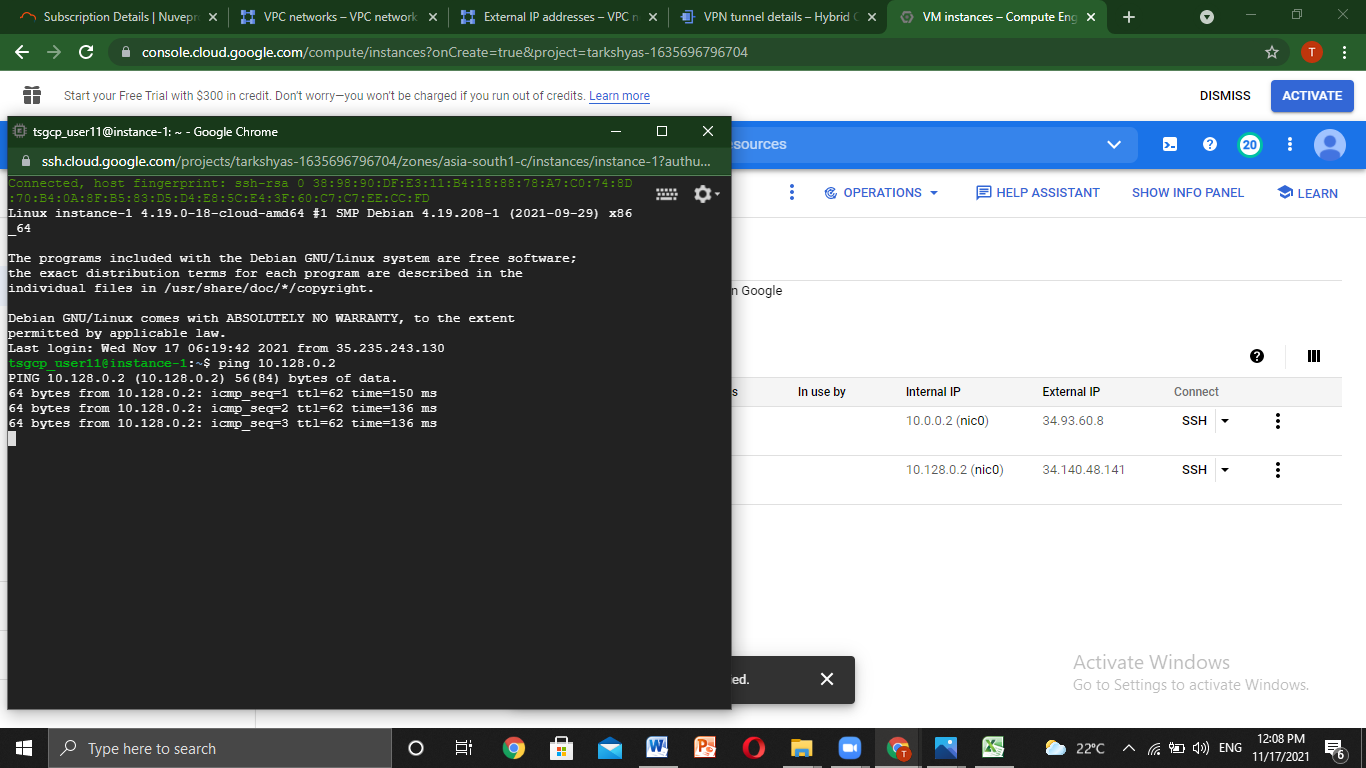 Subscription Details | Nuvepr
VPC networks – VPC network
External IP addresses – VPC n
VPN tunnel details – Hybrid C
VM instances – Compute Eng
console.cloud.google.com/compute/instances?onCreate=true&project=tarkshyas-1635696796704
T
Start your Free Trial with $300 in credit. Don't worry—you won't be charged if you run out of credits. Learn more
DISMISS
ACTIVATE
tsgcp_user11@instance-1: ~ - Google Chrome
ssh.cloud.google.com/projects/tarkshyas-1635696796704/zones/asia-south1-c/instances/instance-1?authu...
esources
20
OPERATIONS
HELP ASSISTANT
SHOW INFO PANEL
LEARN
Connected, host fingerprint: ssh-rsa 0 38:98:90:DF:E3:11:B4:18:88:78:A7:C0:74:8D
:70:B4:0A:8F:B5:83:D5:D4:E8:5C:E4:3F:60:C7:C7:EE:CC:FD
Linux instance-1 4.19.0-18-cloud-amd64 #1 SMP Debian 4.19.208-1 (2021-09-29) x86
_64
The programs included with the Debian GNU/Linux system are free software;
the exact distribution terms for each program are described in the
individual files in /usr/share/doc/*/copyright.
Debian GNU/Linux comes with ABSOLUTELY NO WARRANTY, to the extent
permitted by applicable law.
Last login: Wed Nov 17 06:19:42 2021 from 35.235.243.130
tsgcp_user11@instance-1:~$ ping 10.128.0.2
PING 10.128.0.2 (10.128.0.2) 56(84) bytes of data.
64 bytes from 10.128.0.2: icmp_seq=1 ttl=62 time=150 ms
64 bytes from 10.128.0.2: icmp_seq=2 ttl=62 time=136 ms
64 bytes from 10.128.0.2: icmp_seq=3 ttl=62 time=136 ms
n Google
s
In use by
Internal IP
External IP
Connect
10.0.0.2 (nic0)
34.93.60.8
SSH
10.128.0.2 (nic0)
34.140.48.141
SSH
ed.
Activate Windows
Go to Settings to activate Windows.
Type here to search
T
22°C
ENG
12:08 PM
11/17/2021
6